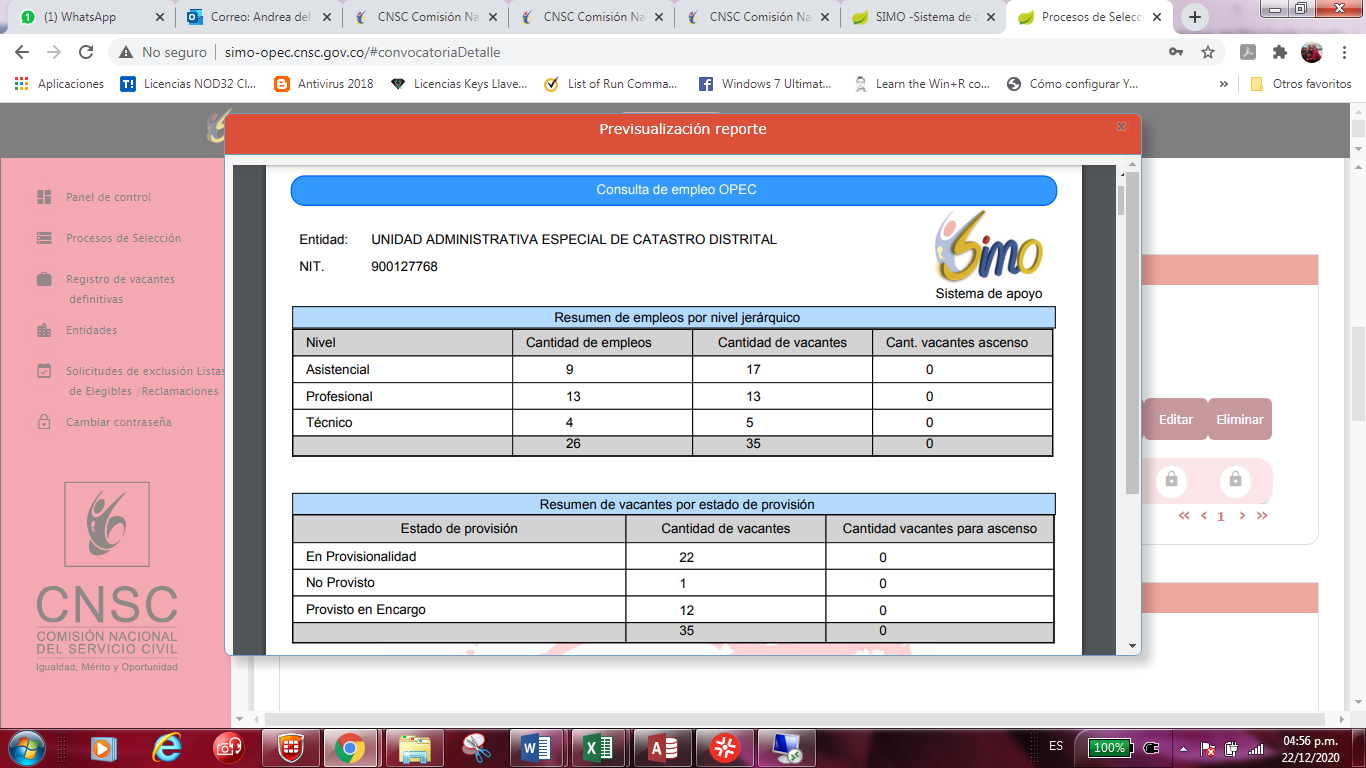 (1) WhatsApp
Correo: Andrea del
CNSC Comisión Na
CNSC Comisión Na
CNSC Comisión Na
SIMO -Sistema de a
Procesos de Selecc
No seguro | simo-opec.cnsc.gov.co/#convocatoriaDetalle
Aplicaciones
Licencias NOD32 Cl...
Antivirus 2018
Licencias Keys Llave...
List of Run Comma...
Windows 7 Ultimat...
Learn the Win+R co...
Cómo configurar Y...
»
Otros favoritos
Previsualización reporte
x
Panel de control
Procesos de Selección
Registro de vacantes
definitivas
Entidades
Solicitudes de exclusión Listas
de Elegibles /Reclamaciones
Cambiar contraseña
CNSC
COMISIÓN NACIONAL
DEL SERVICIO CIVIL
Igualdad, Mérito y Oportunidad
Consulta de empleo OPEC
Entidad: UNIDAD ADMINISTRATIVA ESPECIAL DE CATASTRO DISTRITAL
NIT. 900127768
Simo
Sistema de apoyo
Resumen de empleos por nivel jerárquico
Nivel Cantidad de empleos Cantidad de vacantes Cant. vacantes ascenso
Asistencial 9 17 0
Profesional 13 13 0
Técnico 4 5 0
26 35 0
Resumen de vacantes por estado de provisión
Estado de provisión Cantidad de vacantes Cantidad vacantes para ascenso
En Provisionalidad 22 0
No Provisto 1 0
Provisto en Encargo 12 0
35 0
Editar Eliminar
« ‹ 1 › »
ES
100%
04:56 p.m.
22/12/2020